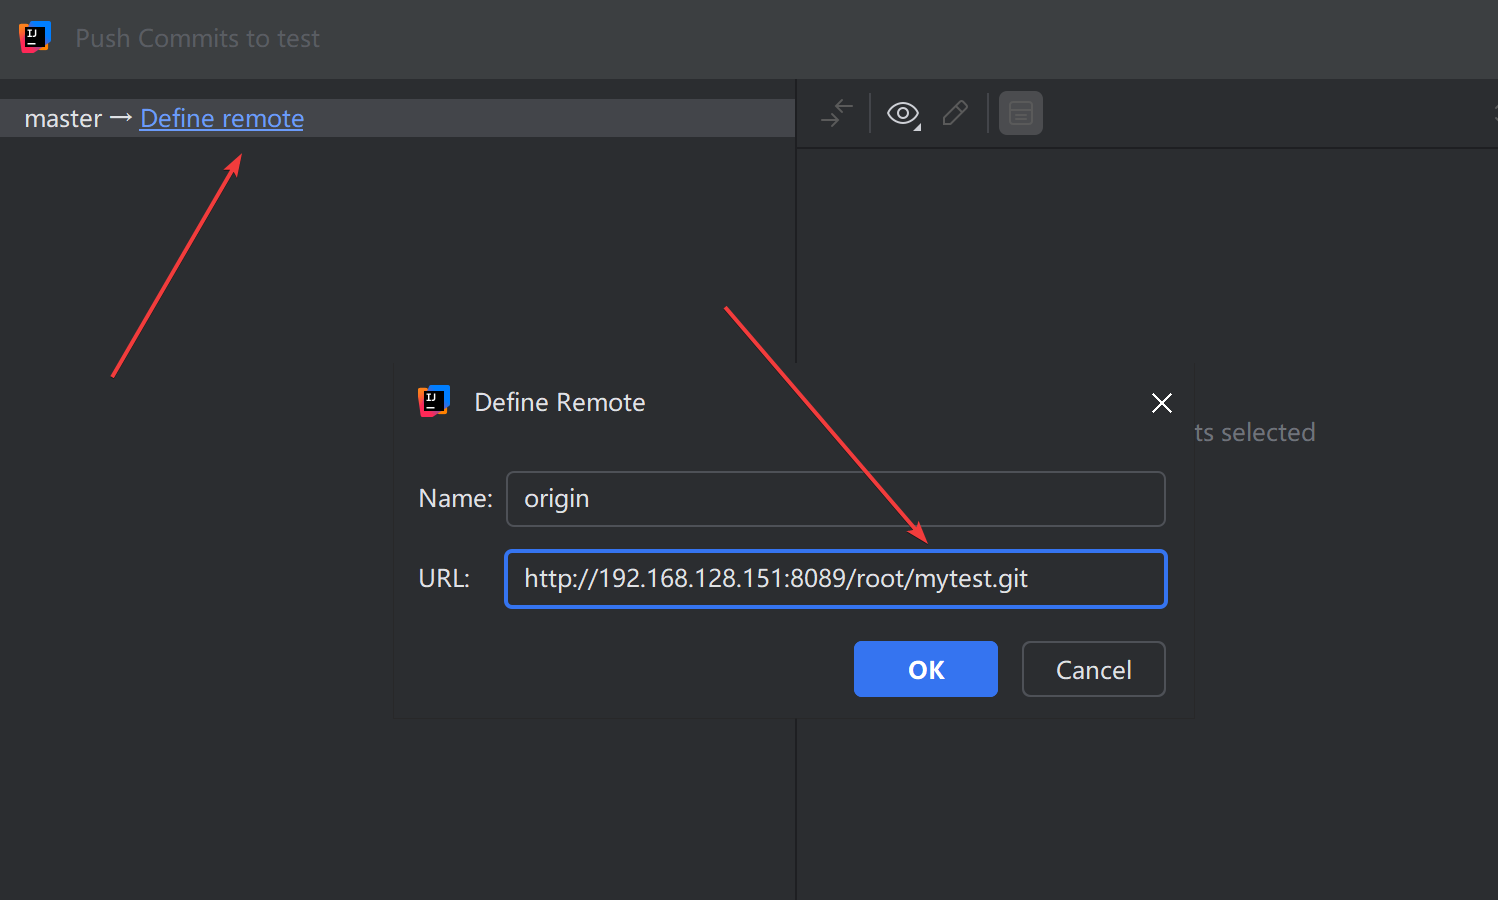 Push Commits to test
master → Define remote
Define Remote
ts selected
Name: origin
URL: http://192.168.128.151:8089/root/mytest.git
OK Cancel